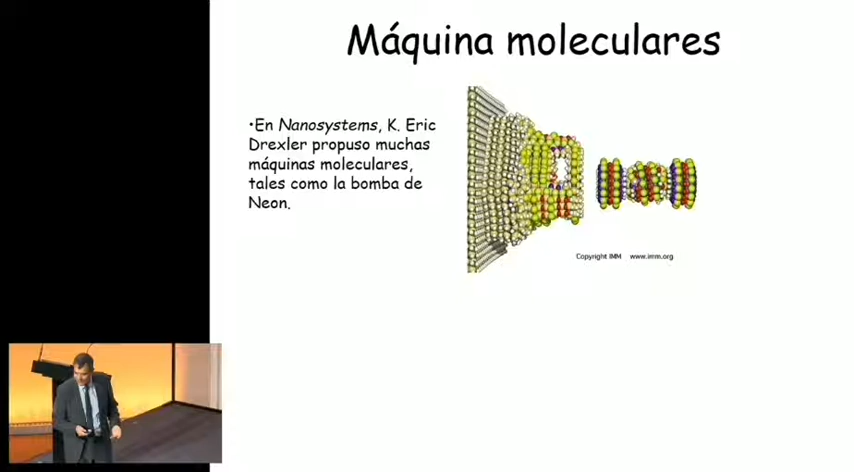 Máquina moleculares
•En Nanosystems, K. Eric
Drexler propuso muchas
máquinas moleculares,
tales como la bomba de
Neon.
Copyright IMM www.imm.org